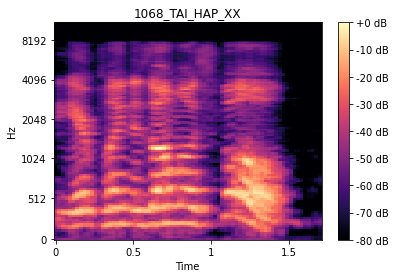 1068_TAI_HAP_XX
+0 dB
8192
-10 dB
4096
-20 dB
-30 dB
2048
Hz
-40 dB
1024
-50 dB
512
-60 dB
-70 dB
0
-80 dB
0
0.5
1
1.5
Time